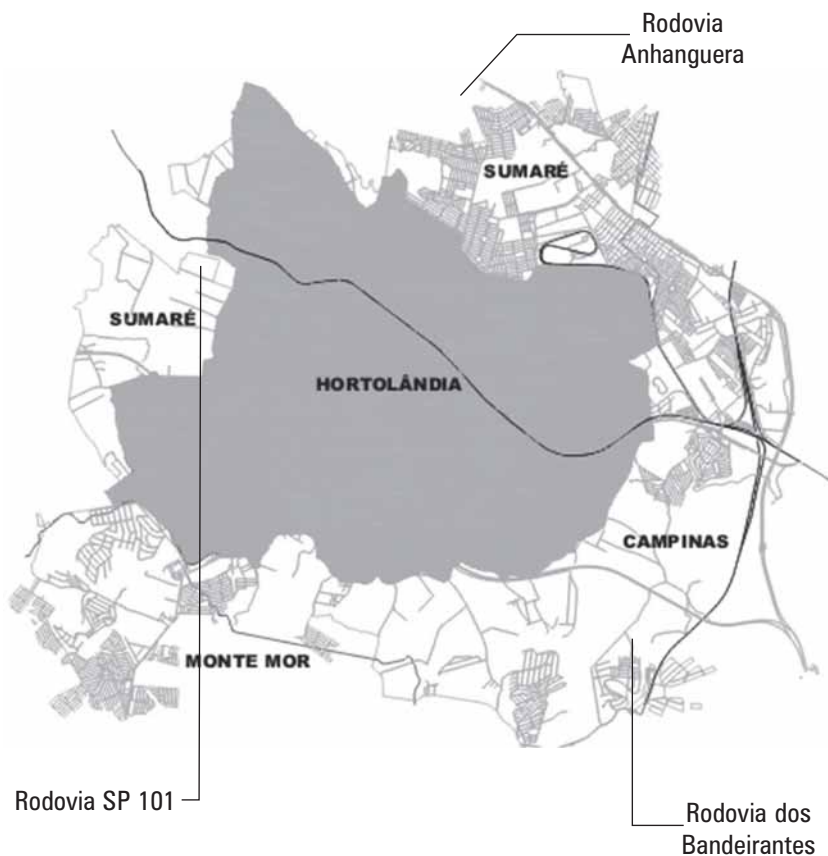 Rodovia
Anhanguera
SUMARÉ
SUMARÉ
HORTOLÂNDIA
CAMPINAS
MONTE MOR
Rodovia SP 101
Rodovia dos
Bandeirantes